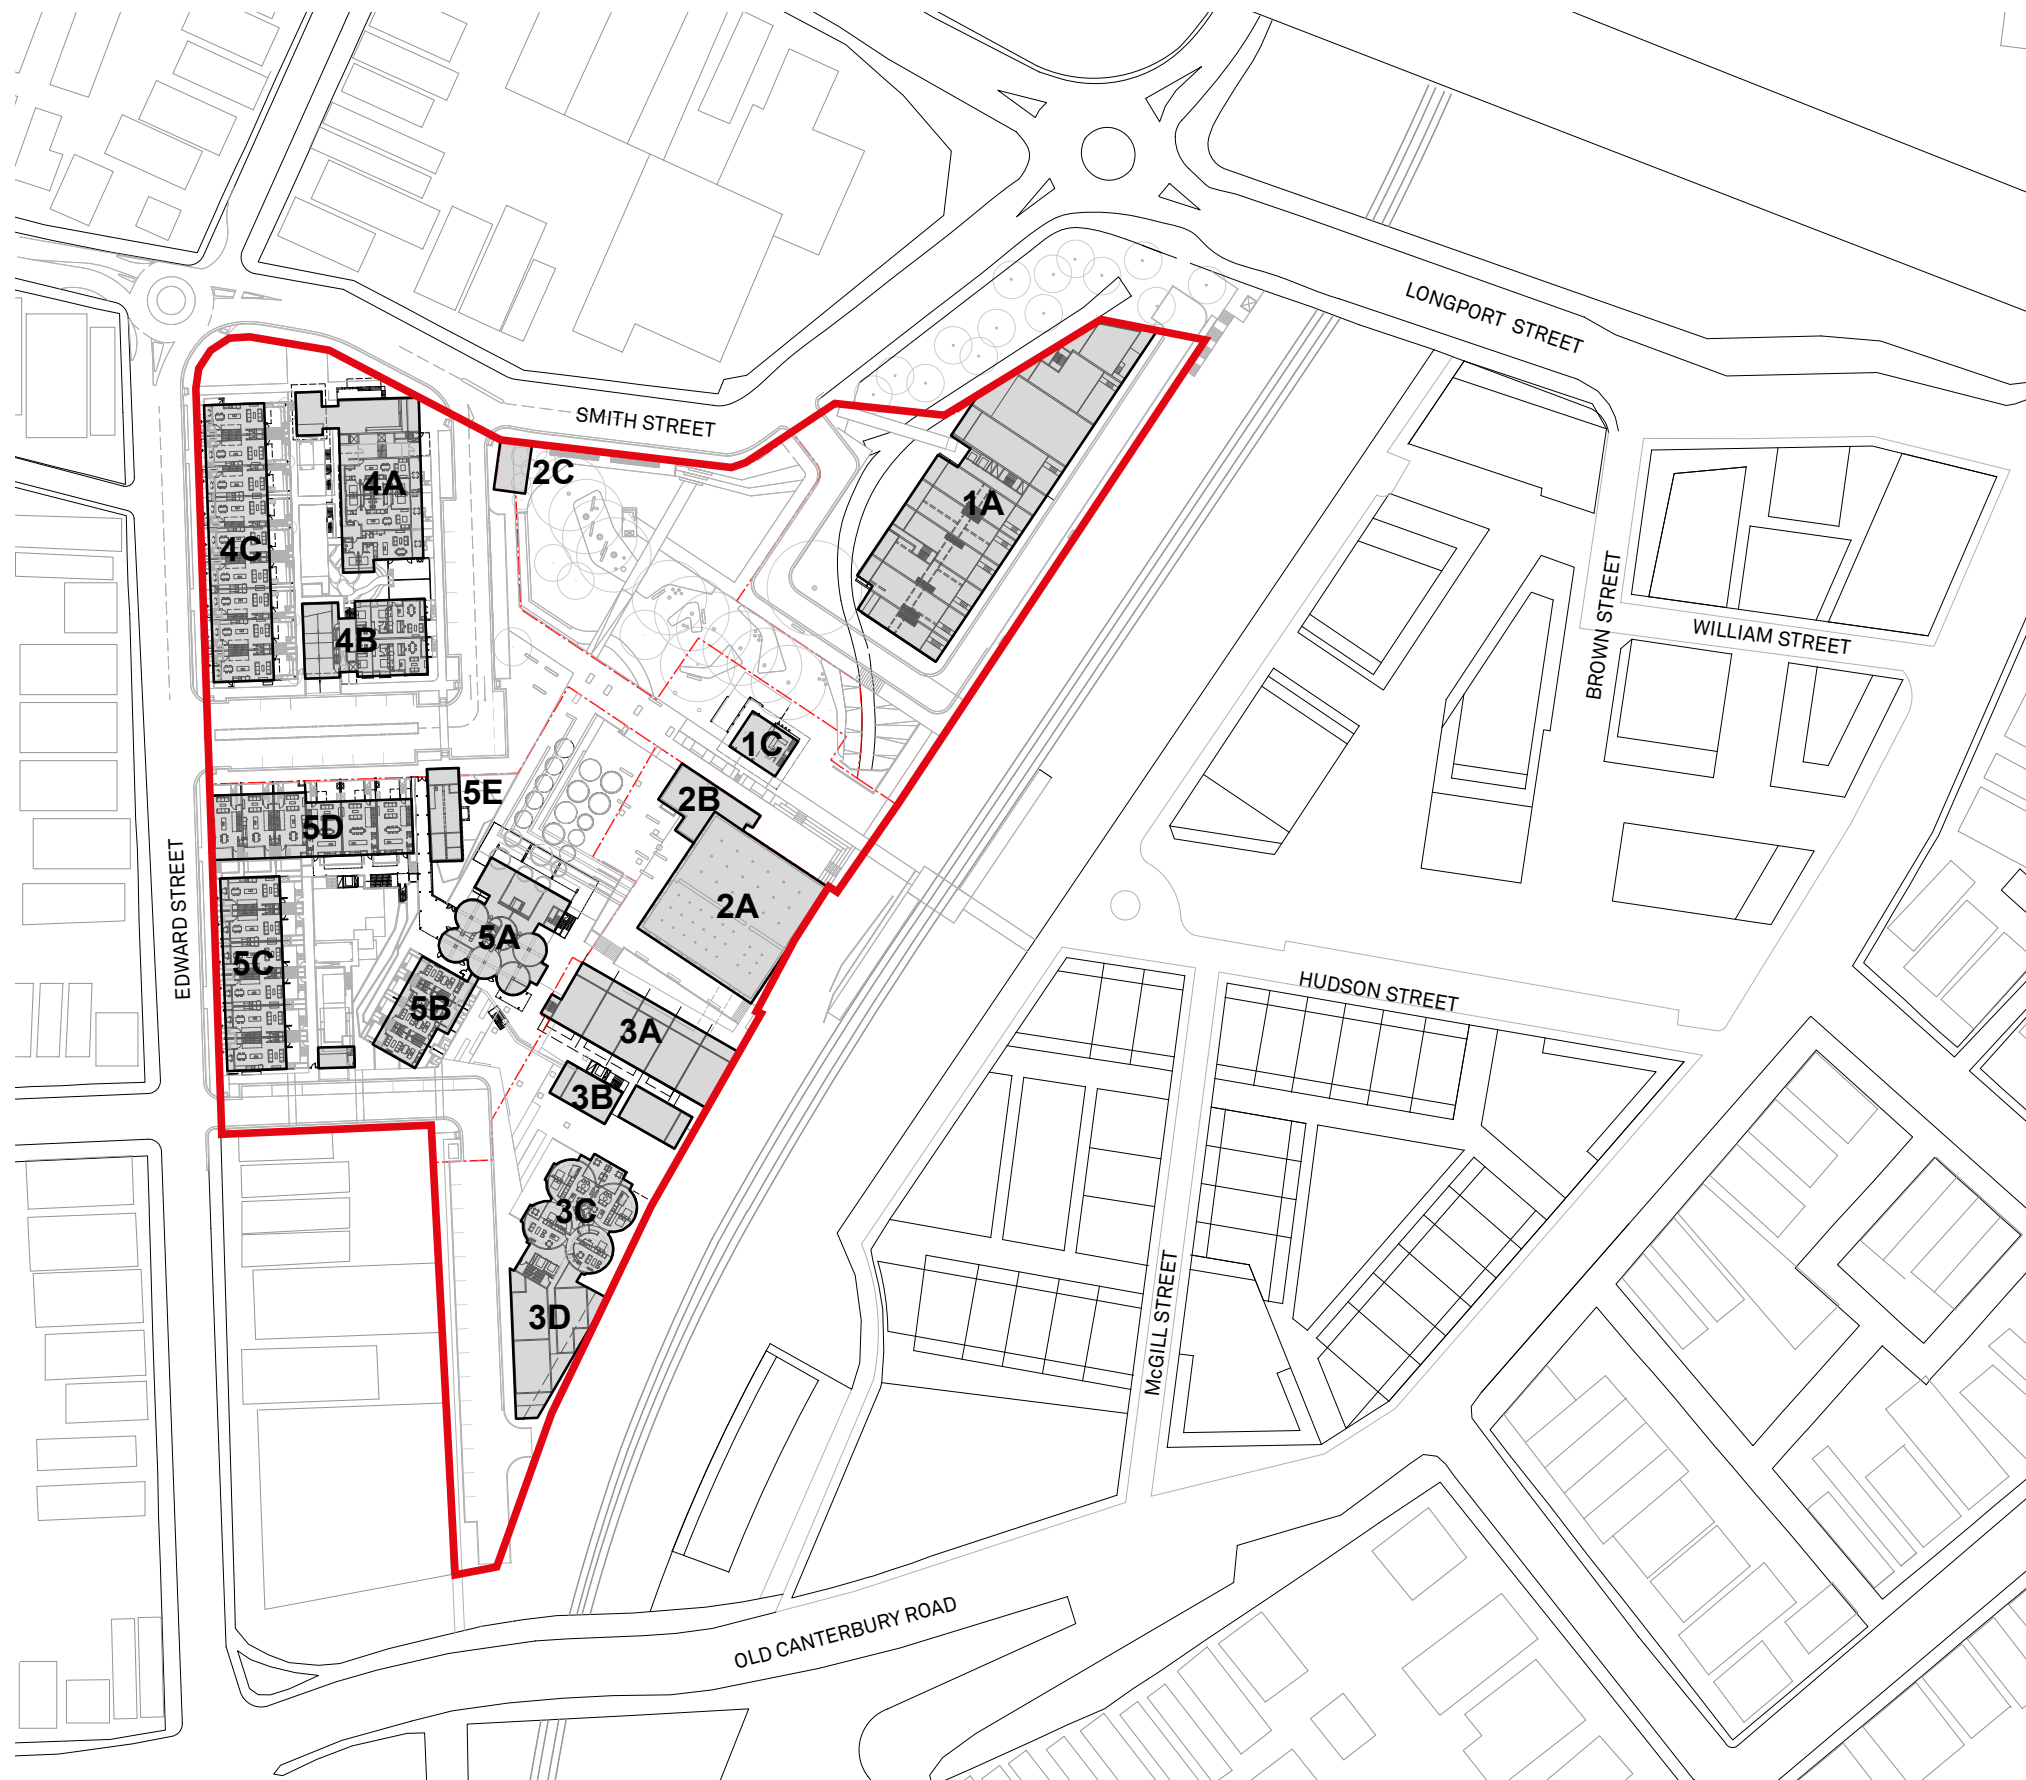 LONGPORT STREET
SMITH STREET
2C
4A
1A
4C
BROWN STREET
WILLIAM STREET
4B
1C
5E
2B
5D
EDWARD STREET
2A
5A
5C
HUDSON STREET
5B
3A
3B
3C
McGILL STREET
3D
OLD CANTERBURY ROAD